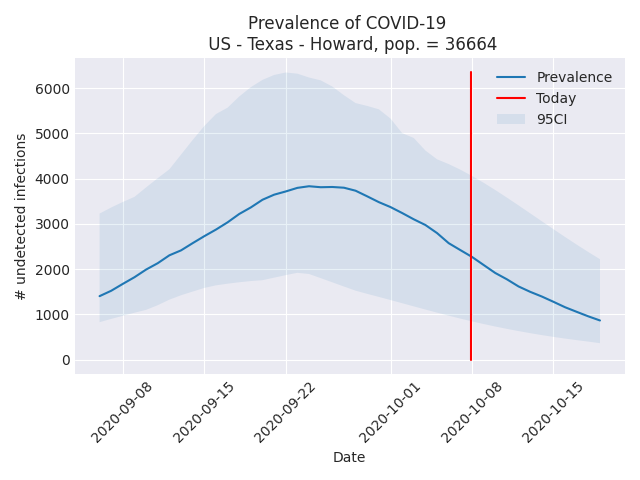 Prevalence of COVID-19
US - Texas - Howard, pop. = 36664
Prevalence
Today
95CI
# undetected infections
6000
5000
4000
3000
2000
1000
0
2020-09-08
2020-09-15
2020-09-22
2020-10-01
2020-10-08
2020-10-15
Date